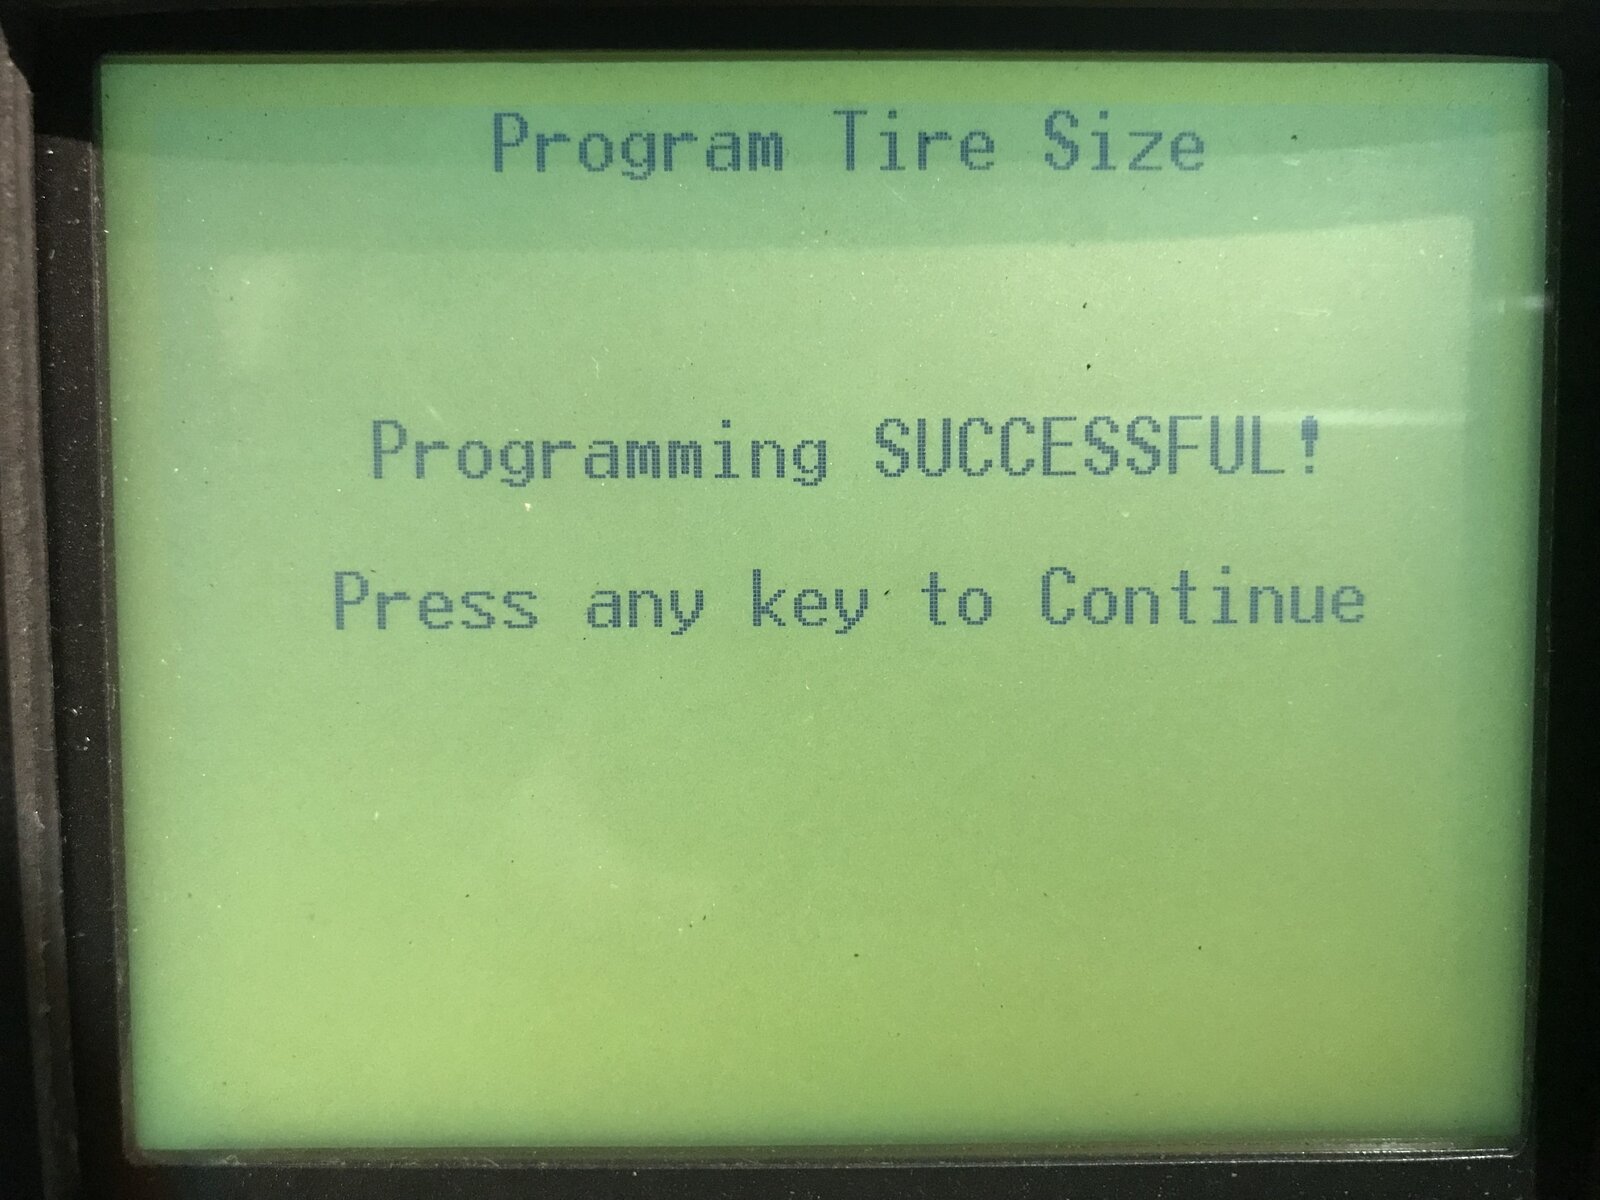 Program Tire Size
Programming SUCCESSFUL!
Press any key to Continue